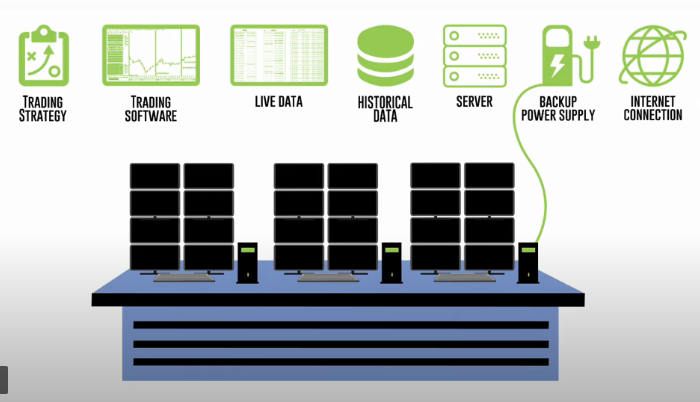 TRADING
STRATEGY
TRADING
SOFTWARE
LIVE DATA
HISTORICAL
DATA
SERVER
BACKUP
POWER SUPPLY
INTERNET
CONNECTION